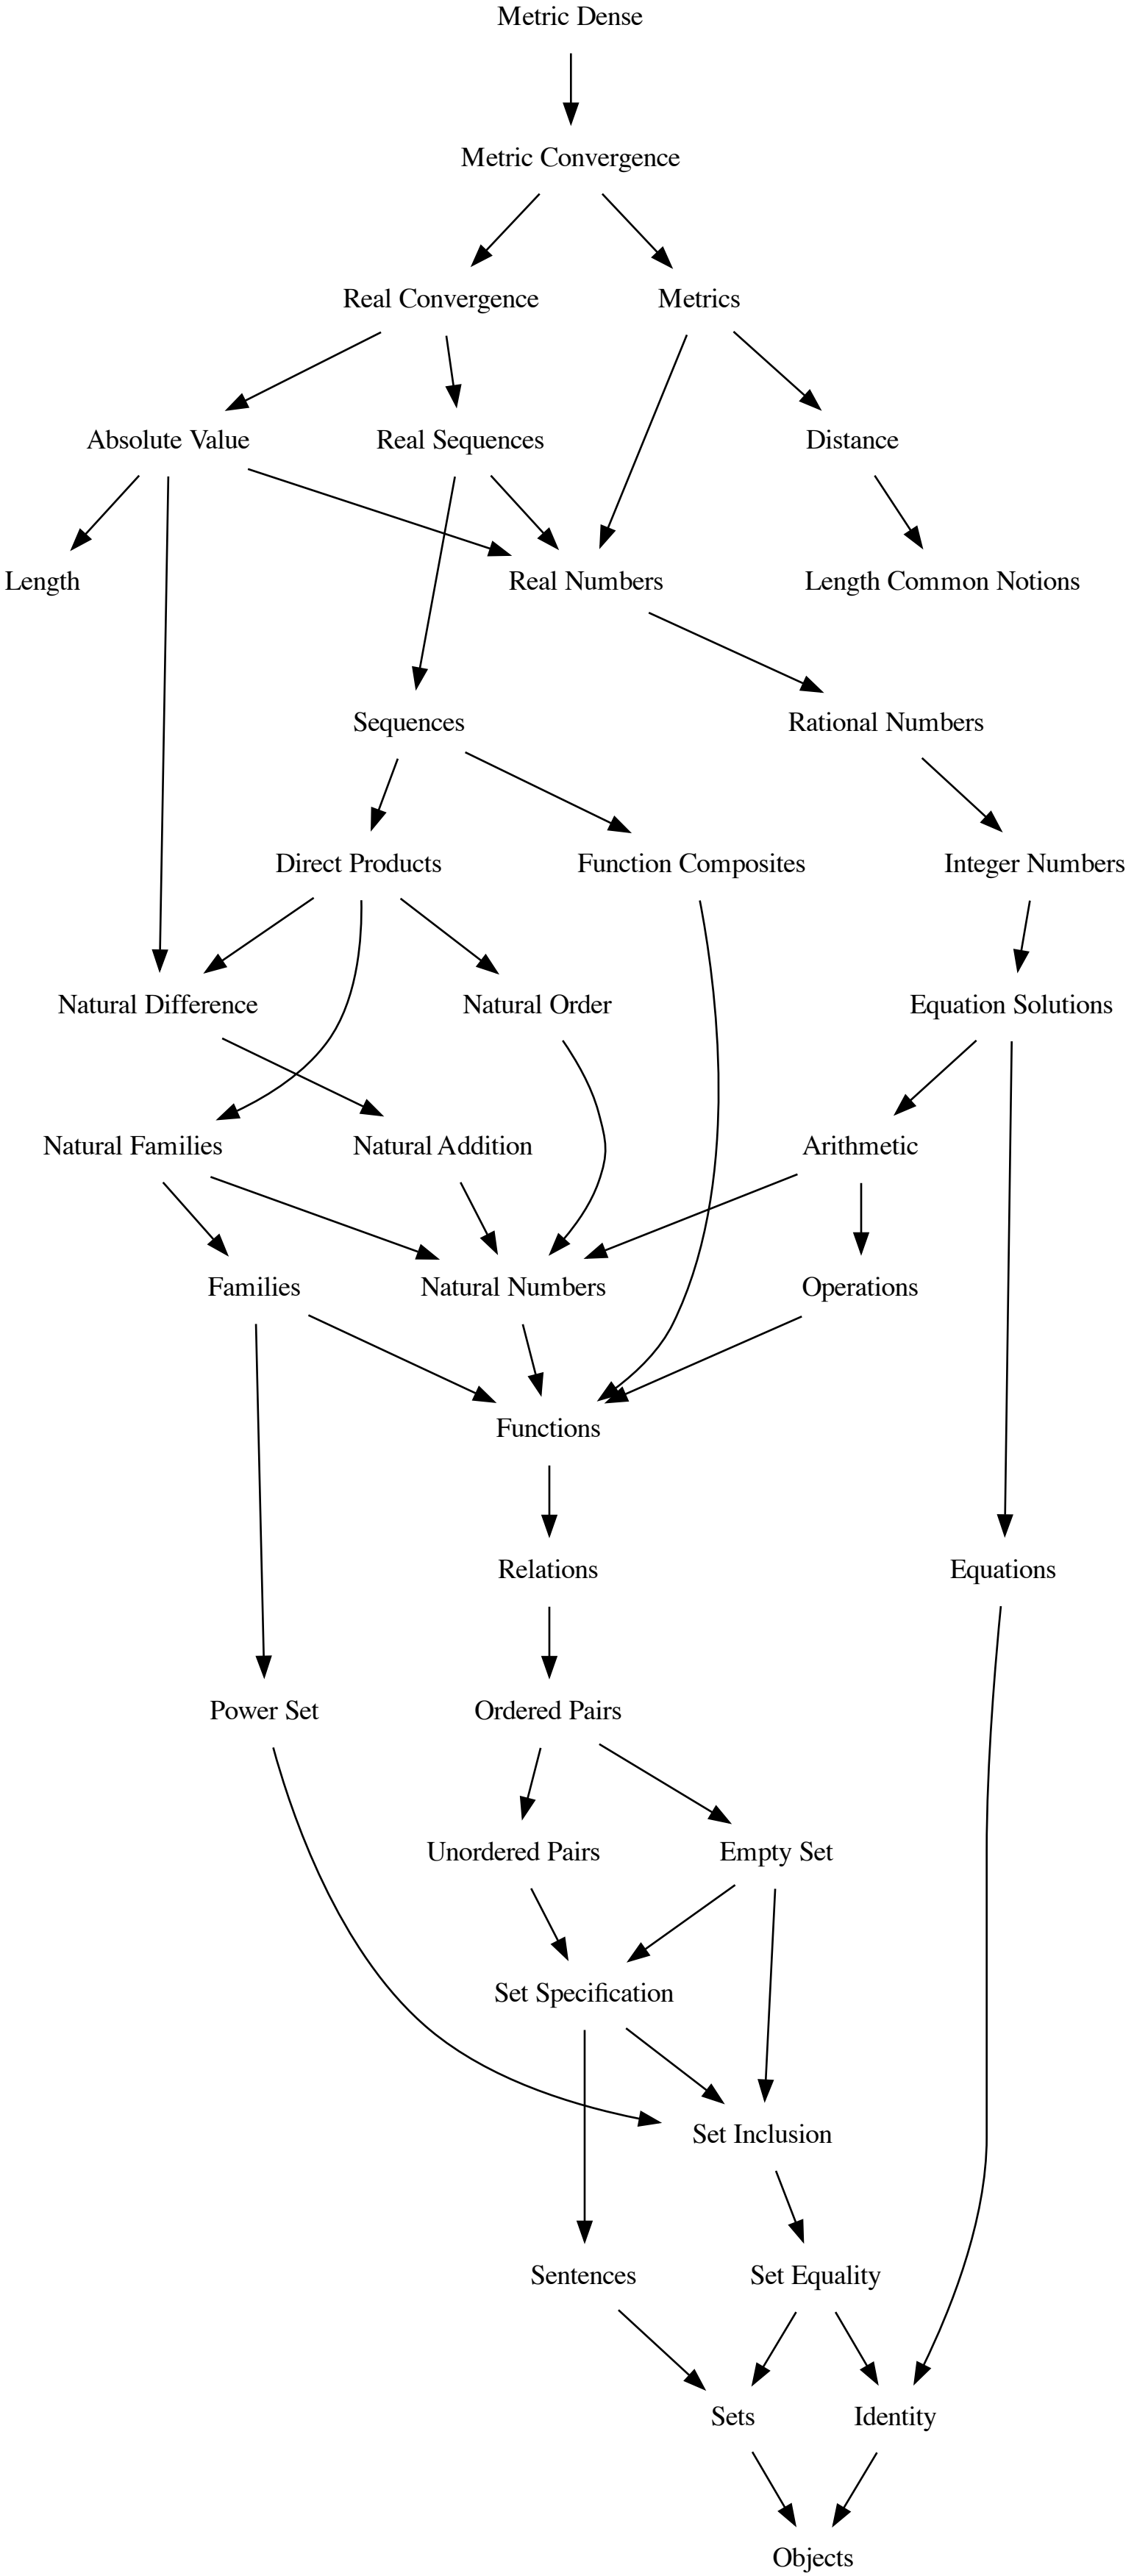 Metric Dense
Metric Convergence
Real Convergence
Metrics
Absolute Value
Real Sequences
Distance
Length
Real Numbers
Length Common Notions
Sequences
Rational Numbers
Direct Products
Function Composites
Integer Numbers
Natural Difference
Natural Order
Equation Solutions
Natural Families
Natural Addition
Arithmetic
Families
Natural Numbers
Operations
Functions
Relations
Equations
Power Set
Ordered Pairs
Unordered Pairs
Empty Set
Set Specification
Set Inclusion
Sentences
Set Equality
Sets
Identity
Objects